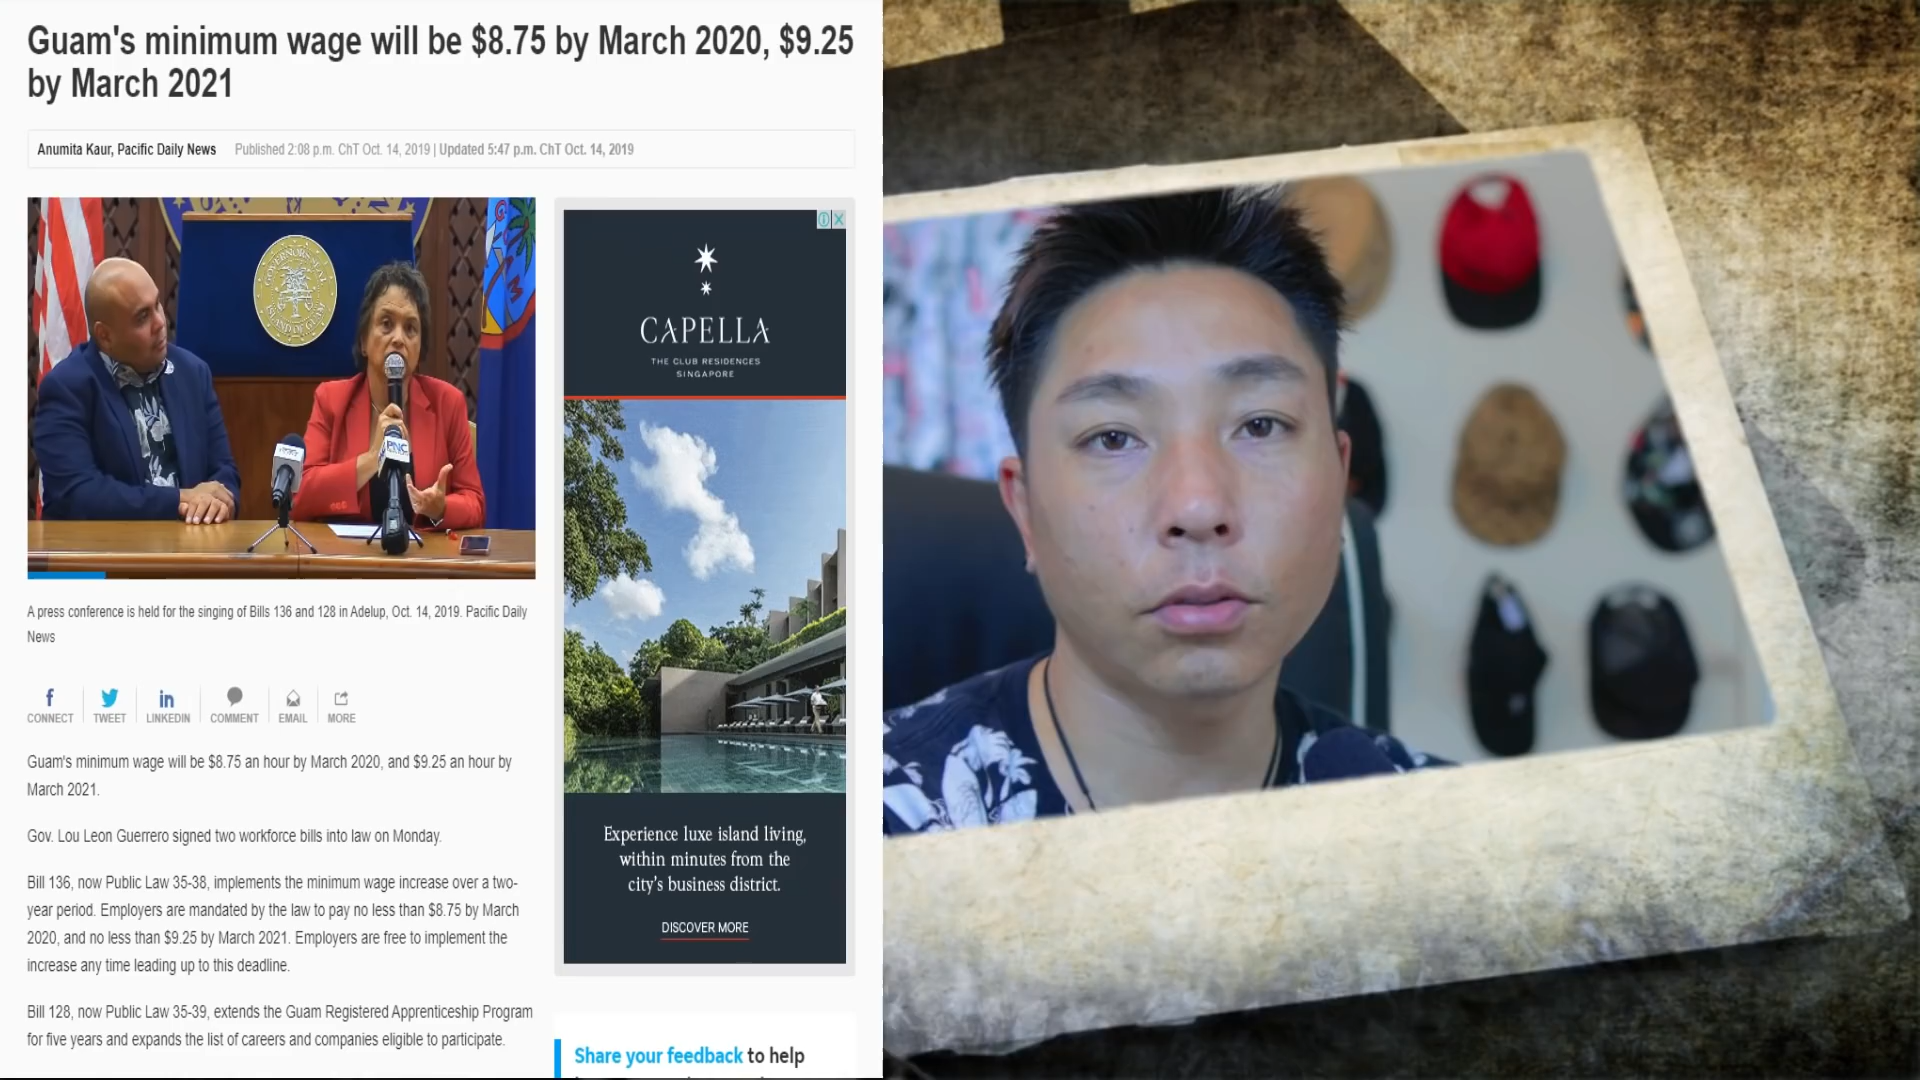 Guam's minimum wage will be $8.75 by March 2020, $9.25
by March 2021
Anumita Kaur, Pacific Daily News Published 2:08 p.m. ChT Oct. 14, 2019 | Updated 5:47 p.m. ChT Oct. 14, 2019
GOVERNOR'S SEAL
ISLAND OF GUAM
PNC
A press conference is held for the singing of Bills 136 and 128 in Adelup, Oct. 14, 2019. Pacific Daily
News
CONNECT TWEET LINKEDIN COMMENT EMAIL MORE
Guam's minimum wage will be $8.75 an hour by March 2020, and $9.25 an hour by
March 2021.
Gov. Lou Leon Guerrero signed two workforce bills into law on Monday.
Bill 136, now Public Law 35-38, implements the minimum wage increase over a two-
year period. Employers are mandated by the law to pay no less than $8.75 by March
2020, and no less than $9.25 by March 2021. Employers are free to implement the
increase any time leading up to this deadline.
Bill 128, now Public Law 35-39, extends the Guam Registered Apprenticeship Program
for five years and expands the list of careers and companies eligible to participate.
CAPELLA
THE CLUB RESIDENCES
SINGAPORE
Experience luxe island living,
within minutes from the
city's business district.
DISCOVER MORE
Share your feedback to help